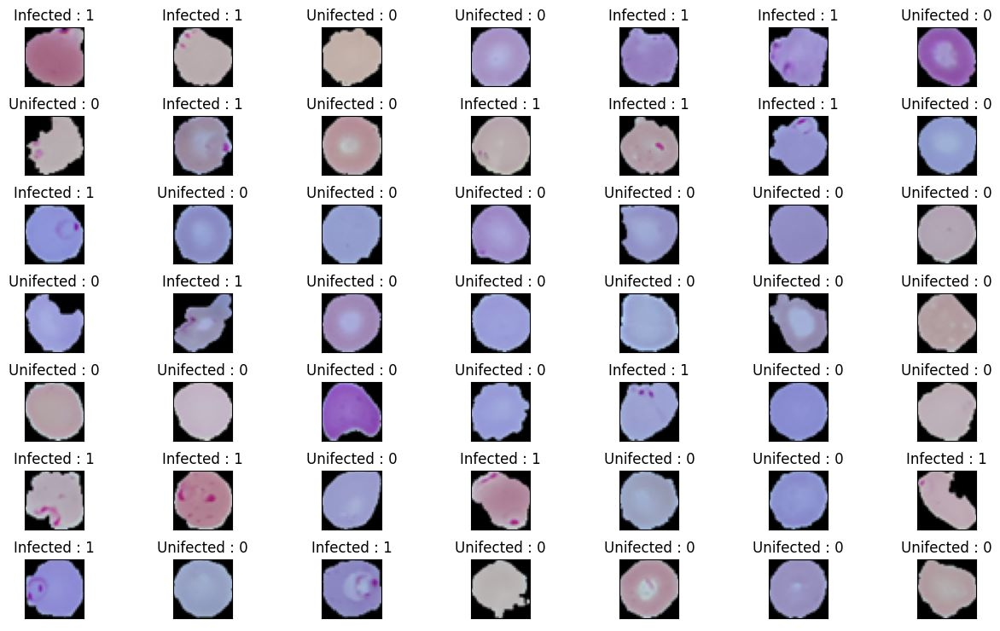 Infected : 1 Infected : 1 Unifected : 0 Unifected : 0 Infected : 1 Infected : 1 Unifected : 0
Unifected : 0 Infected : 1 Unifected : 0 Infected : 1 Infected : 1 Infected : 1 Unifected : 0
Infected : 1 Unifected : 0 Unifected : 0 Unifected : 0 Unifected : 0 Unifected : 0 Unifected : 0
Unifected : 0 Infected : 1 Unifected : 0 Unifected : 0 Unifected : 0 Unifected : 0 Unifected : 0
Unifected : 0 Unifected : 0 Unifected : 0 Unifected : 0 Infected : 1 Unifected : 0 Unifected : 0
Infected : 1 Infected : 1 Unifected : 0 Infected : 1 Unifected : 0 Unifected : 0 Infected : 1
Infected : 1 Unifected : 0 Infected : 1 Unifected : 0 Unifected : 0 Unifected : 0 Unifected : 0